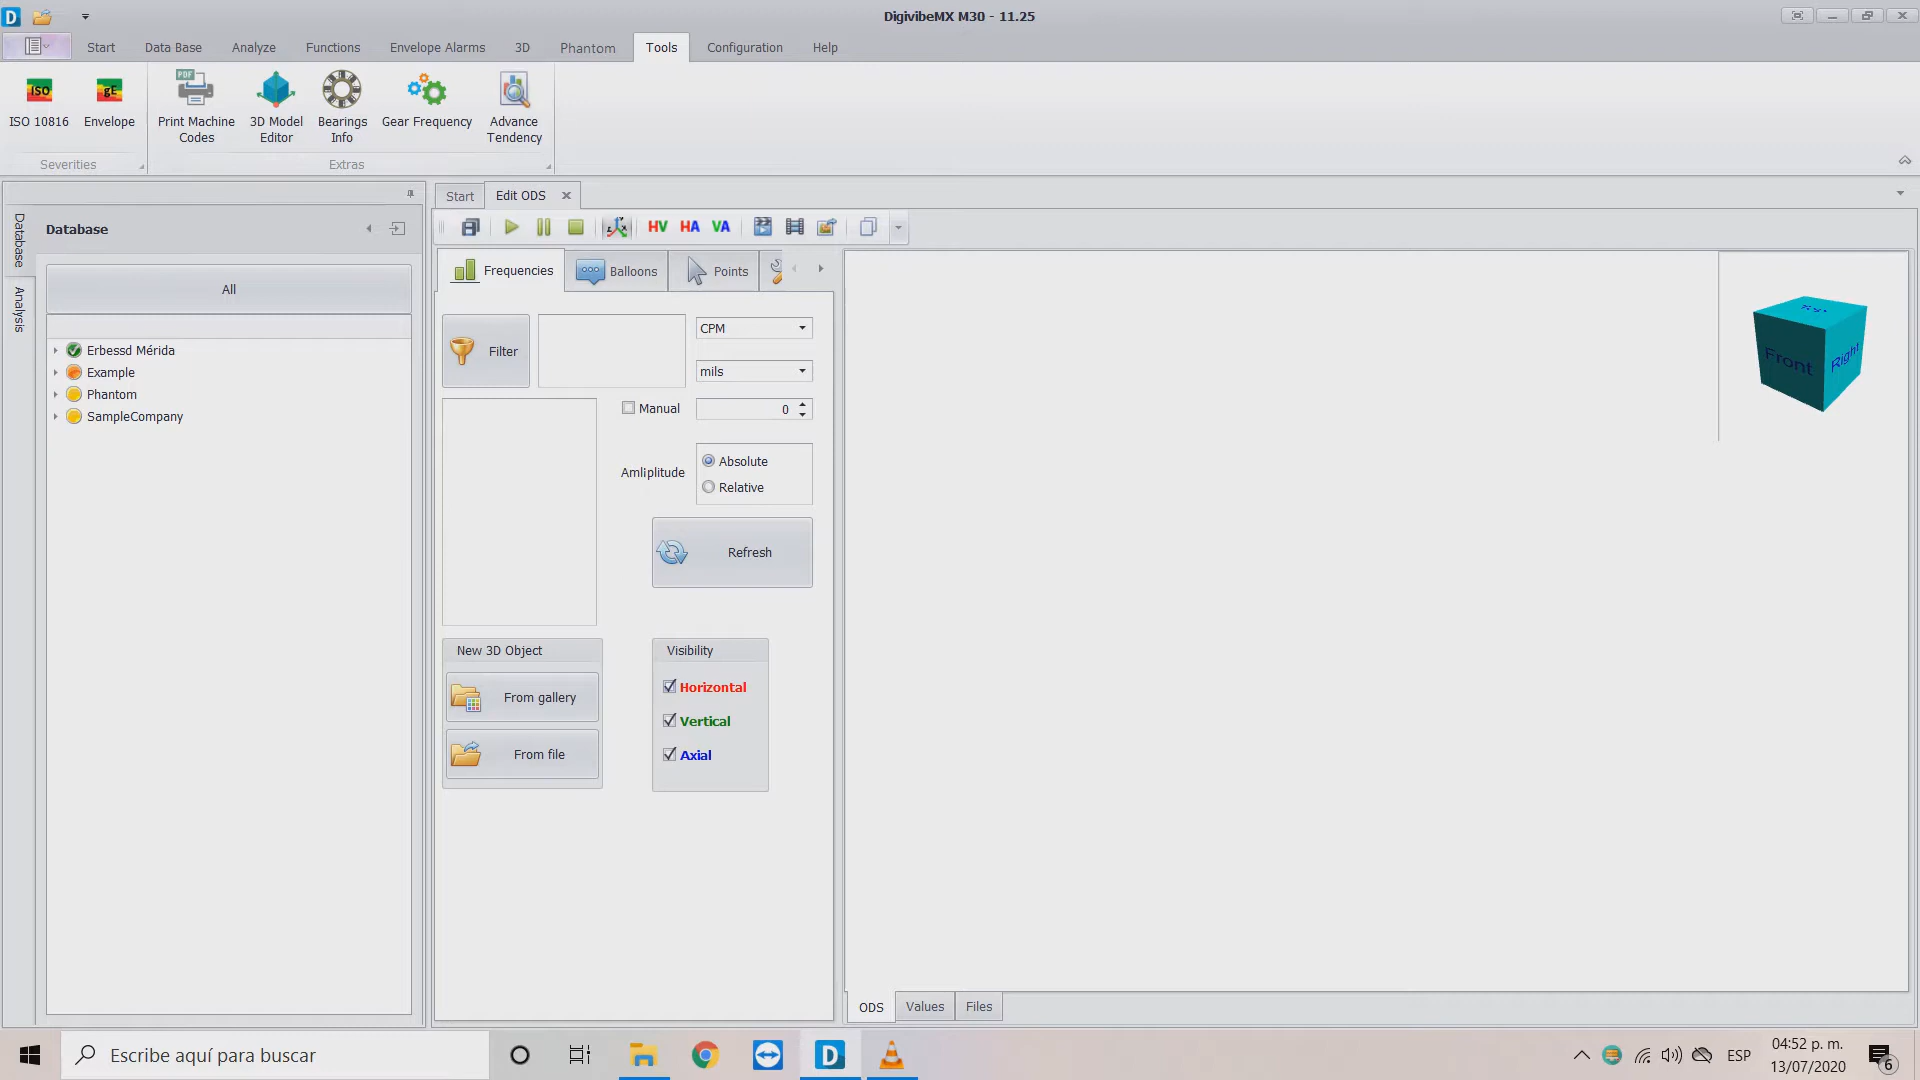 DigivibeMX M30 - 11.25
Start
Data Base
Analyze
Functions
Envelope Alarms
3D
Phantom
Tools
Configuration
Help
ISO
gE
PDF
ISO 10816
Envelope
Print Machine
Codes
3D Model
Editor
Bearings
Info
Gear Frequency
Advance
Tendency
Severities
Extras
Database
Analysis
Database
All
Erbessd Mérida
Example
Phantom
SampleCompany
Start
Edit ODS
HV
HA
VA
Frequencies
Balloons
Points
Filter
CPM
mils
Manual
0
Amliplitude
Absolute
Relative
Refresh
New 3D Object
From gallery
From file
Visibility
Horizontal
Vertical
Axial
Front
Right
ODS
Values
Files
Escribe aquí para buscar
ESP
04:52 p. m.
13/07/2020
6